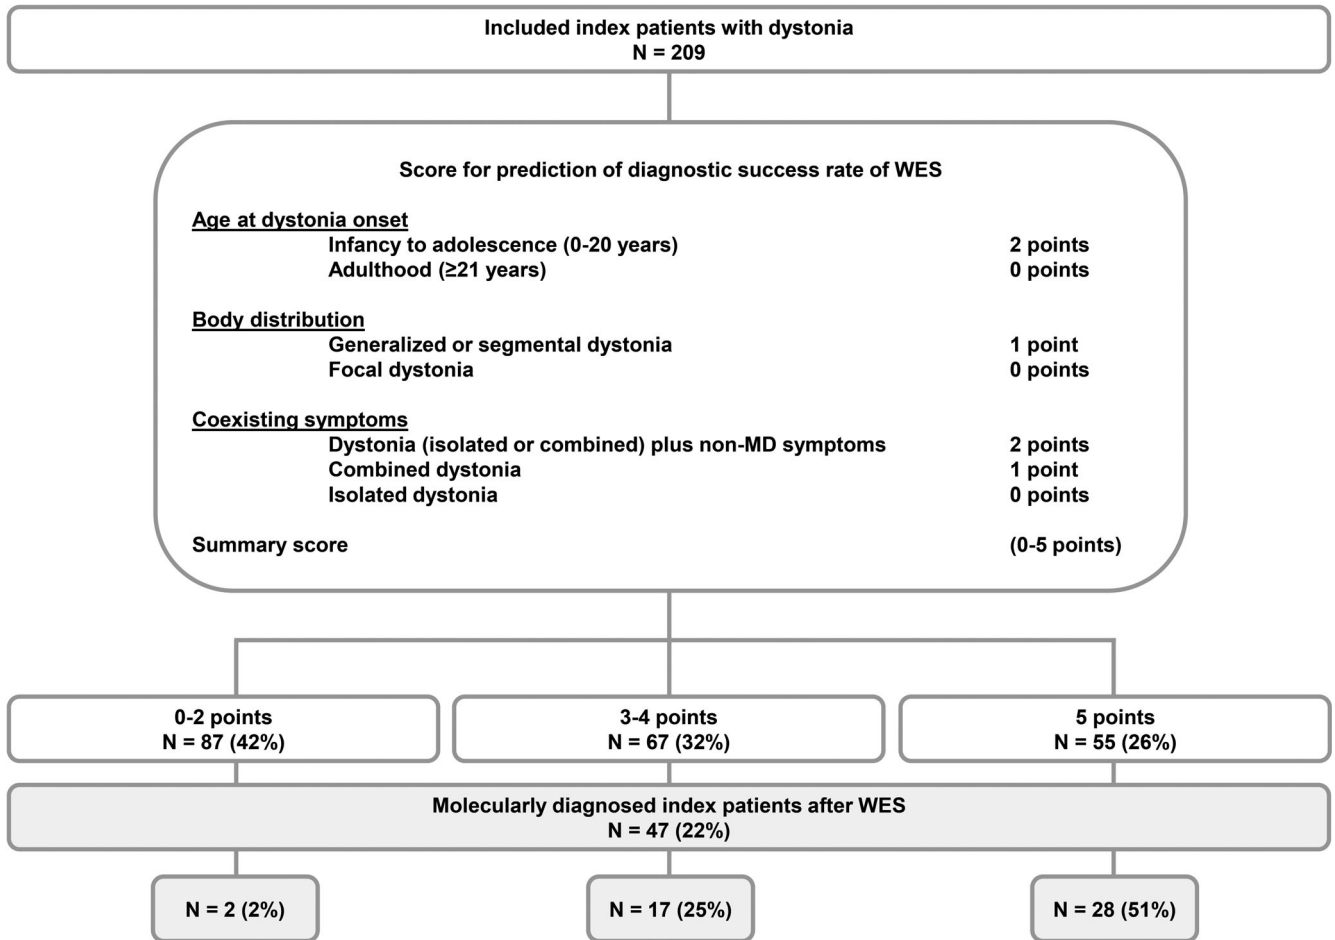 Included index patients with dystonia
N = 209
Score for prediction of diagnostic success rate of WES
Age at dystonia onset
Infancy to adolescence (0-20 years) 2 points
Adulthood (≥21 years) 0 points
Body distribution
Generalized or segmental dystonia 1 point
Focal dystonia 0 points
Coexisting symptoms
Dystonia (isolated or combined) plus non-MD symptoms 2 points
Combined dystonia 1 point
Isolated dystonia 0 points
Summary score (0-5 points)
0-2 points
N = 87 (42%)
3-4 points
N = 67 (32%)
5 points
N = 55 (26%)
Molecularly diagnosed index patients after WES
N = 47 (22%)
N = 2 (2%)
N = 17 (25%)
N = 28 (51%)